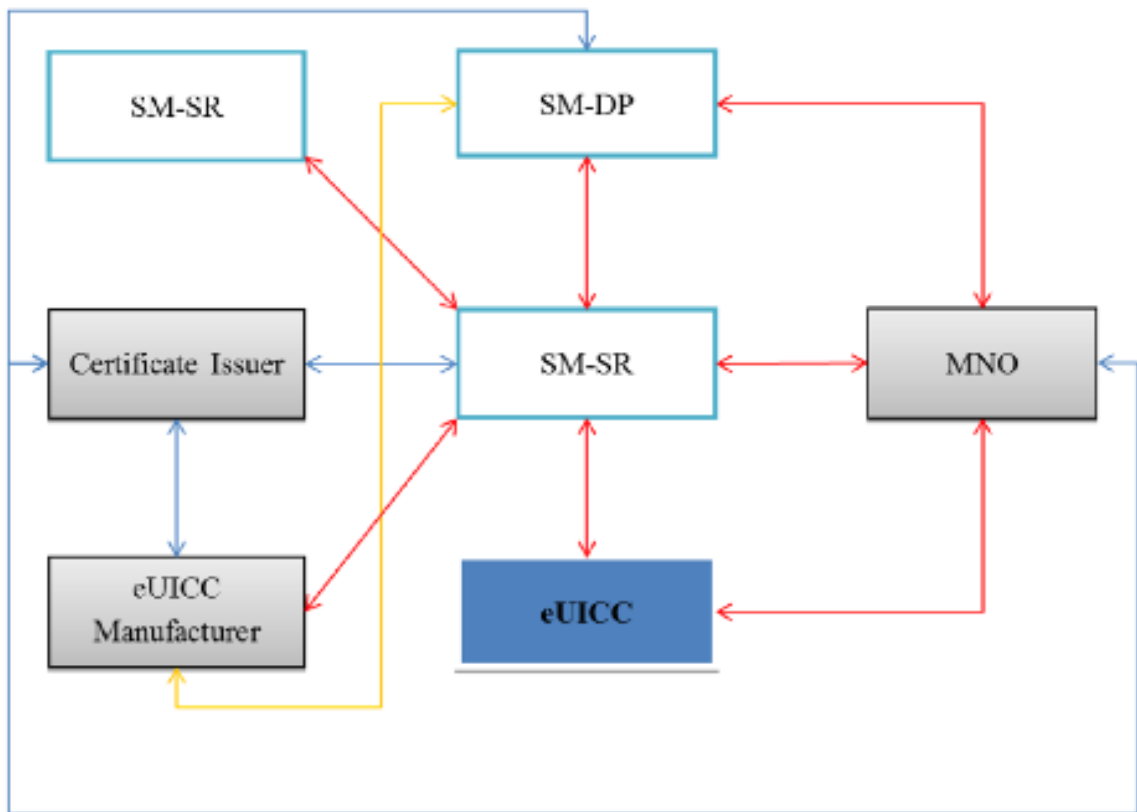 SM-SR
SM-DP
Certificate Issuer
SM-SR
MNO
eUICC
Manufacturer
eUICC